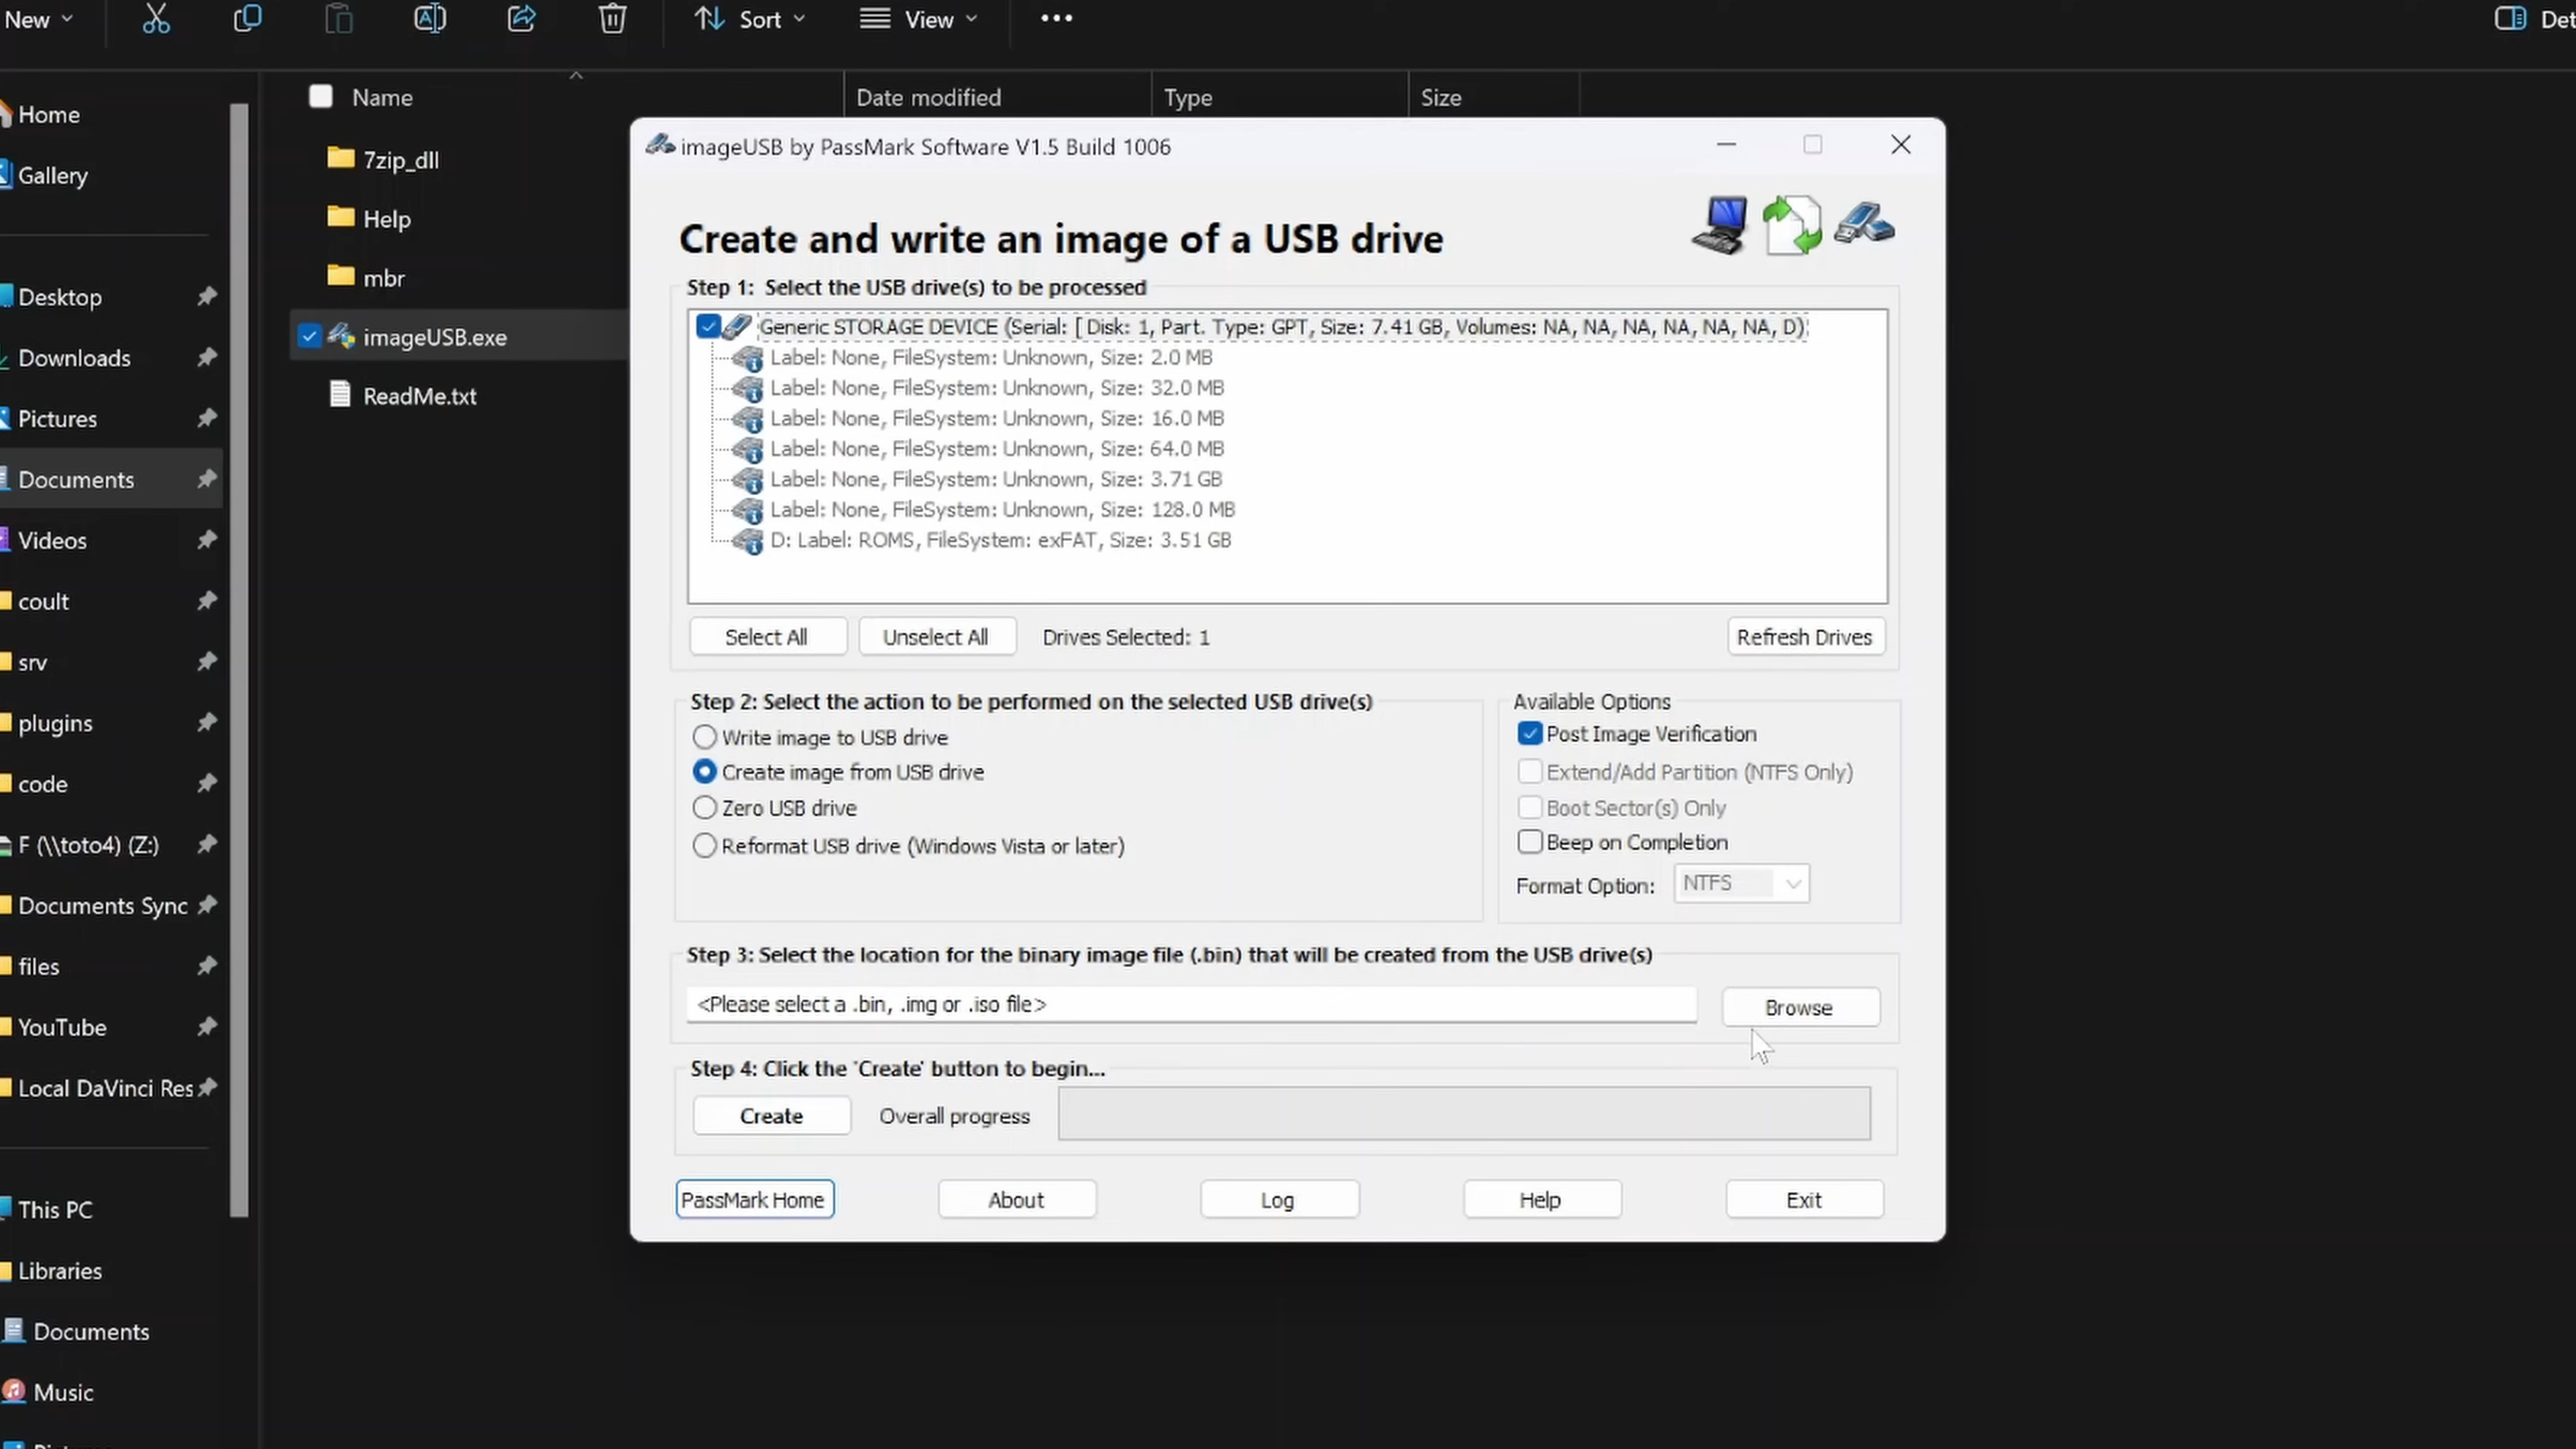 New
Sort
View
Det
Name
Date modified
Type
Size
Home
Gallery
Desktop
Downloads
Pictures
Documents
Videos
coult
srv
plugins
code
F (\\toto4) (Z:)
Documents Sync
files
YouTube
Local DaVinci Res
This PC
Libraries
Documents
Music
7zip_dll
Help
mbr
imageUSB.exe
ReadMe.txt
imageUSB by PassMark Software V1.5 Build 1006
Create and write an image of a USB drive
Step 1: Select the USB drive(s) to be processed
Generic STORAGE DEVICE (Serial: [ Disk: 1, Part. Type: GPT, Size: 7.41 GB, Volumes: NA, NA, NA, NA, NA, NA, D)
Label: None, FileSystem: Unknown, Size: 2.0 MB
Label: None, FileSystem: Unknown, Size: 32.0 MB
Label: None, FileSystem: Unknown, Size: 16.0 MB
Label: None, FileSystem: Unknown, Size: 64.0 MB
Label: None, FileSystem: Unknown, Size: 3.71 GB
Label: None, FileSystem: Unknown, Size: 128.0 MB
D: Label: ROMS, FileSystem: exFAT, Size: 3.51 GB
Select All
Unselect All
Drives Selected: 1
Refresh Drives
Step 2: Select the action to be performed on the selected USB drive(s)
Write image to USB drive
Create image from USB drive
Zero USB drive
Reformat USB drive (Windows Vista or later)
Available Options
Post Image Verification
Extend/Add Partition (NTFS Only)
Boot Sector(s) Only
Beep on Completion
Format Option: NTFS
Step 3: Select the location for the binary image file (.bin) that will be created from the USB drive(s)
<Please select a .bin, .img or .iso file>
Browse
Step 4: Click the 'Create' button to begin...
Create
Overall progress
PassMark Home
About
Log
Help
Exit